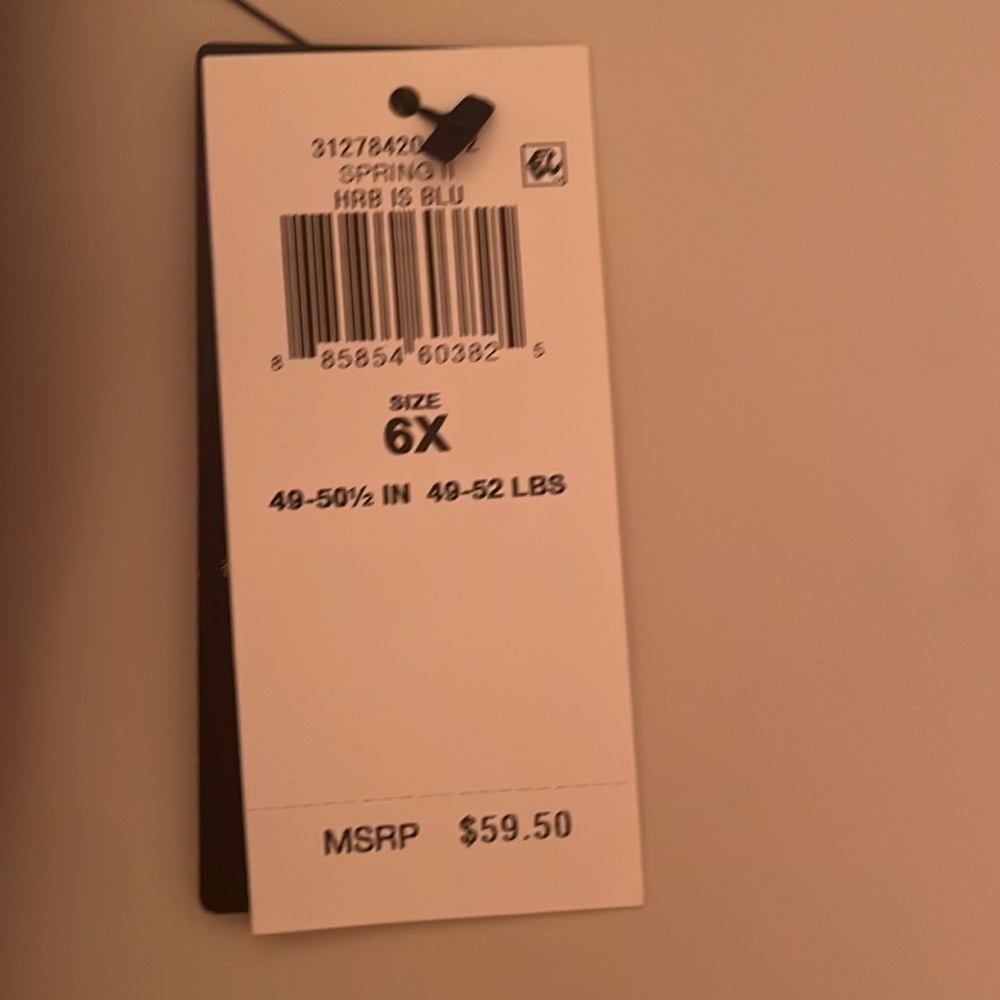 SPRING II
HRB IS BLU
8 85854 60382 5
SIZE
6X
49-50½ IN 49-52 LBS
MSRP $59.50